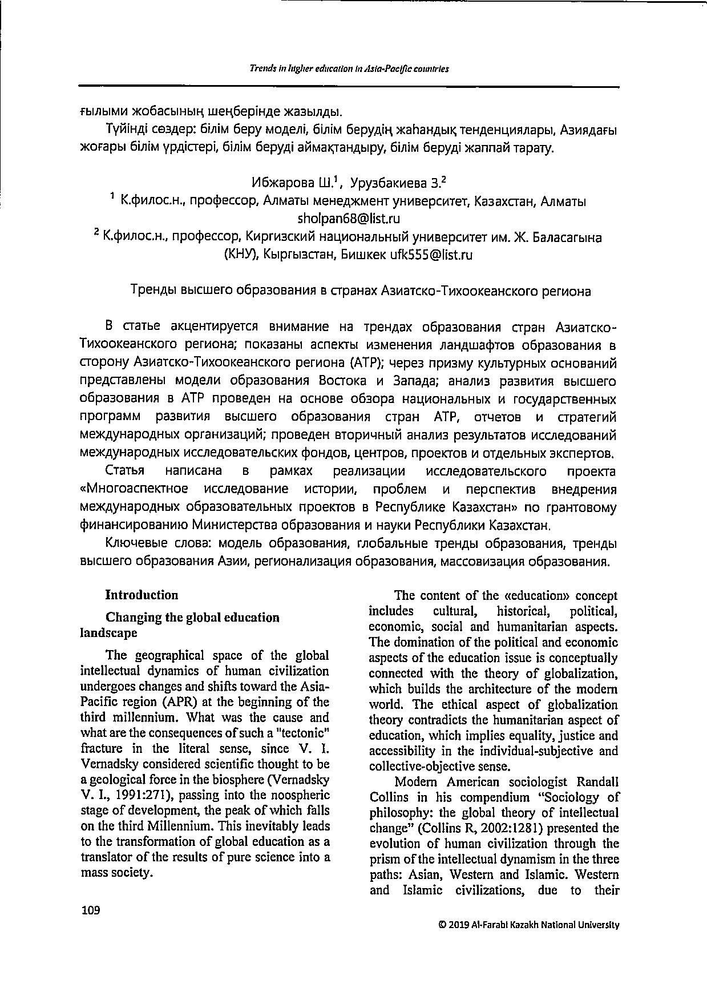 Trends in higher education in Asia-Pacific countries
ғылыми жобасының шеңберінде жазылды.
Түйінді сөздер: білім беру моделі, білім берудің жаһандық тенденциялары, Азиядағы
жоғары білім үрдістері, білім беруді аймақтандыру, білім беруді жаппай тарату.
Ибжарова Ш.¹, Урузбакиева З.²
¹ К.филос.н., профессор, Алматы менеджмент университет, Казахстан, Алматы
sholpan68@list.ru
² К.филос.н., профессор, Киргизский национальный университет им. Ж. Баласагына
(КНУ), Кыргызстан, Бишкек ufk555@list.ru
Тренды высшего образования в странах Азиатско-Тихоокеанского региона
В статье акцентируется внимание на трендах образования стран Азиатско-
Тихоокеанского региона; показаны аспекты изменения ландшафтов образования в
сторону Азиатско-Тихоокеанского региона (АТР); через призму культурных оснований
представлены модели образования Востока и Запада; анализ развития высшего
образования в АТР проведен на основе обзора национальных и государственных
программ развития высшего образования стран АТР, отчетов и стратегий
международных организаций; проведен вторичный анализ результатов исследований
международных исследовательских фондов, центров, проектов и отдельных экспертов.
Статья написана в рамках реализации исследовательского проекта
«Многоаспектное исследование истории, проблем и перспектив внедрения
международных образовательных проектов в Республике Казахстан» по грантовому
финансированию Министерства образования и науки Республики Казахстан.
Ключевые слова: модель образования, глобальные тренды образования, тренды
высшего образования Азии, регионализация образования, массовизация образования.
Introduction
Changing the global education
landscape
The geographical space of the global
intellectual dynamics of human civilization
undergoes changes and shifts toward the Asia-
Pacific region (APR) at the beginning of the
third millennium. What was the cause and
what are the consequences of such a "tectonic"
fracture in the literal sense, since V. I.
Vernadsky considered scientific thought to be
a geological force in the biosphere (Vernadsky
V. I., 1991:271), passing into the noospheric
stage of development, the peak of which falls
on the third Millennium. This inevitably leads
to the transformation of global education as a
translator of the results of pure science into a
mass society.
The content of the «education» concept
includes cultural, historical, political,
economic, social and humanitarian aspects.
The domination of the political and economic
aspects of the education issue is conceptually
connected with the theory of globalization,
which builds the architecture of the modern
world. The ethical aspect of globalization
theory contradicts the humanitarian aspect of
education, which implies equality, justice and
accessibility in the individual-subjective and
collective-objective sense.
Modern American sociologist Randall
Collins in his compendium “Sociology of
philosophy: the global theory of intellectual
change” (Collins R, 2002:1281) presented the
evolution of human civilization through the
prism of the intellectual dynamism in the three
paths: Asian, Western and Islamic. Western
and Islamic civilizations, due to their
109
© 2019 Al-Farabi Kazakh National University